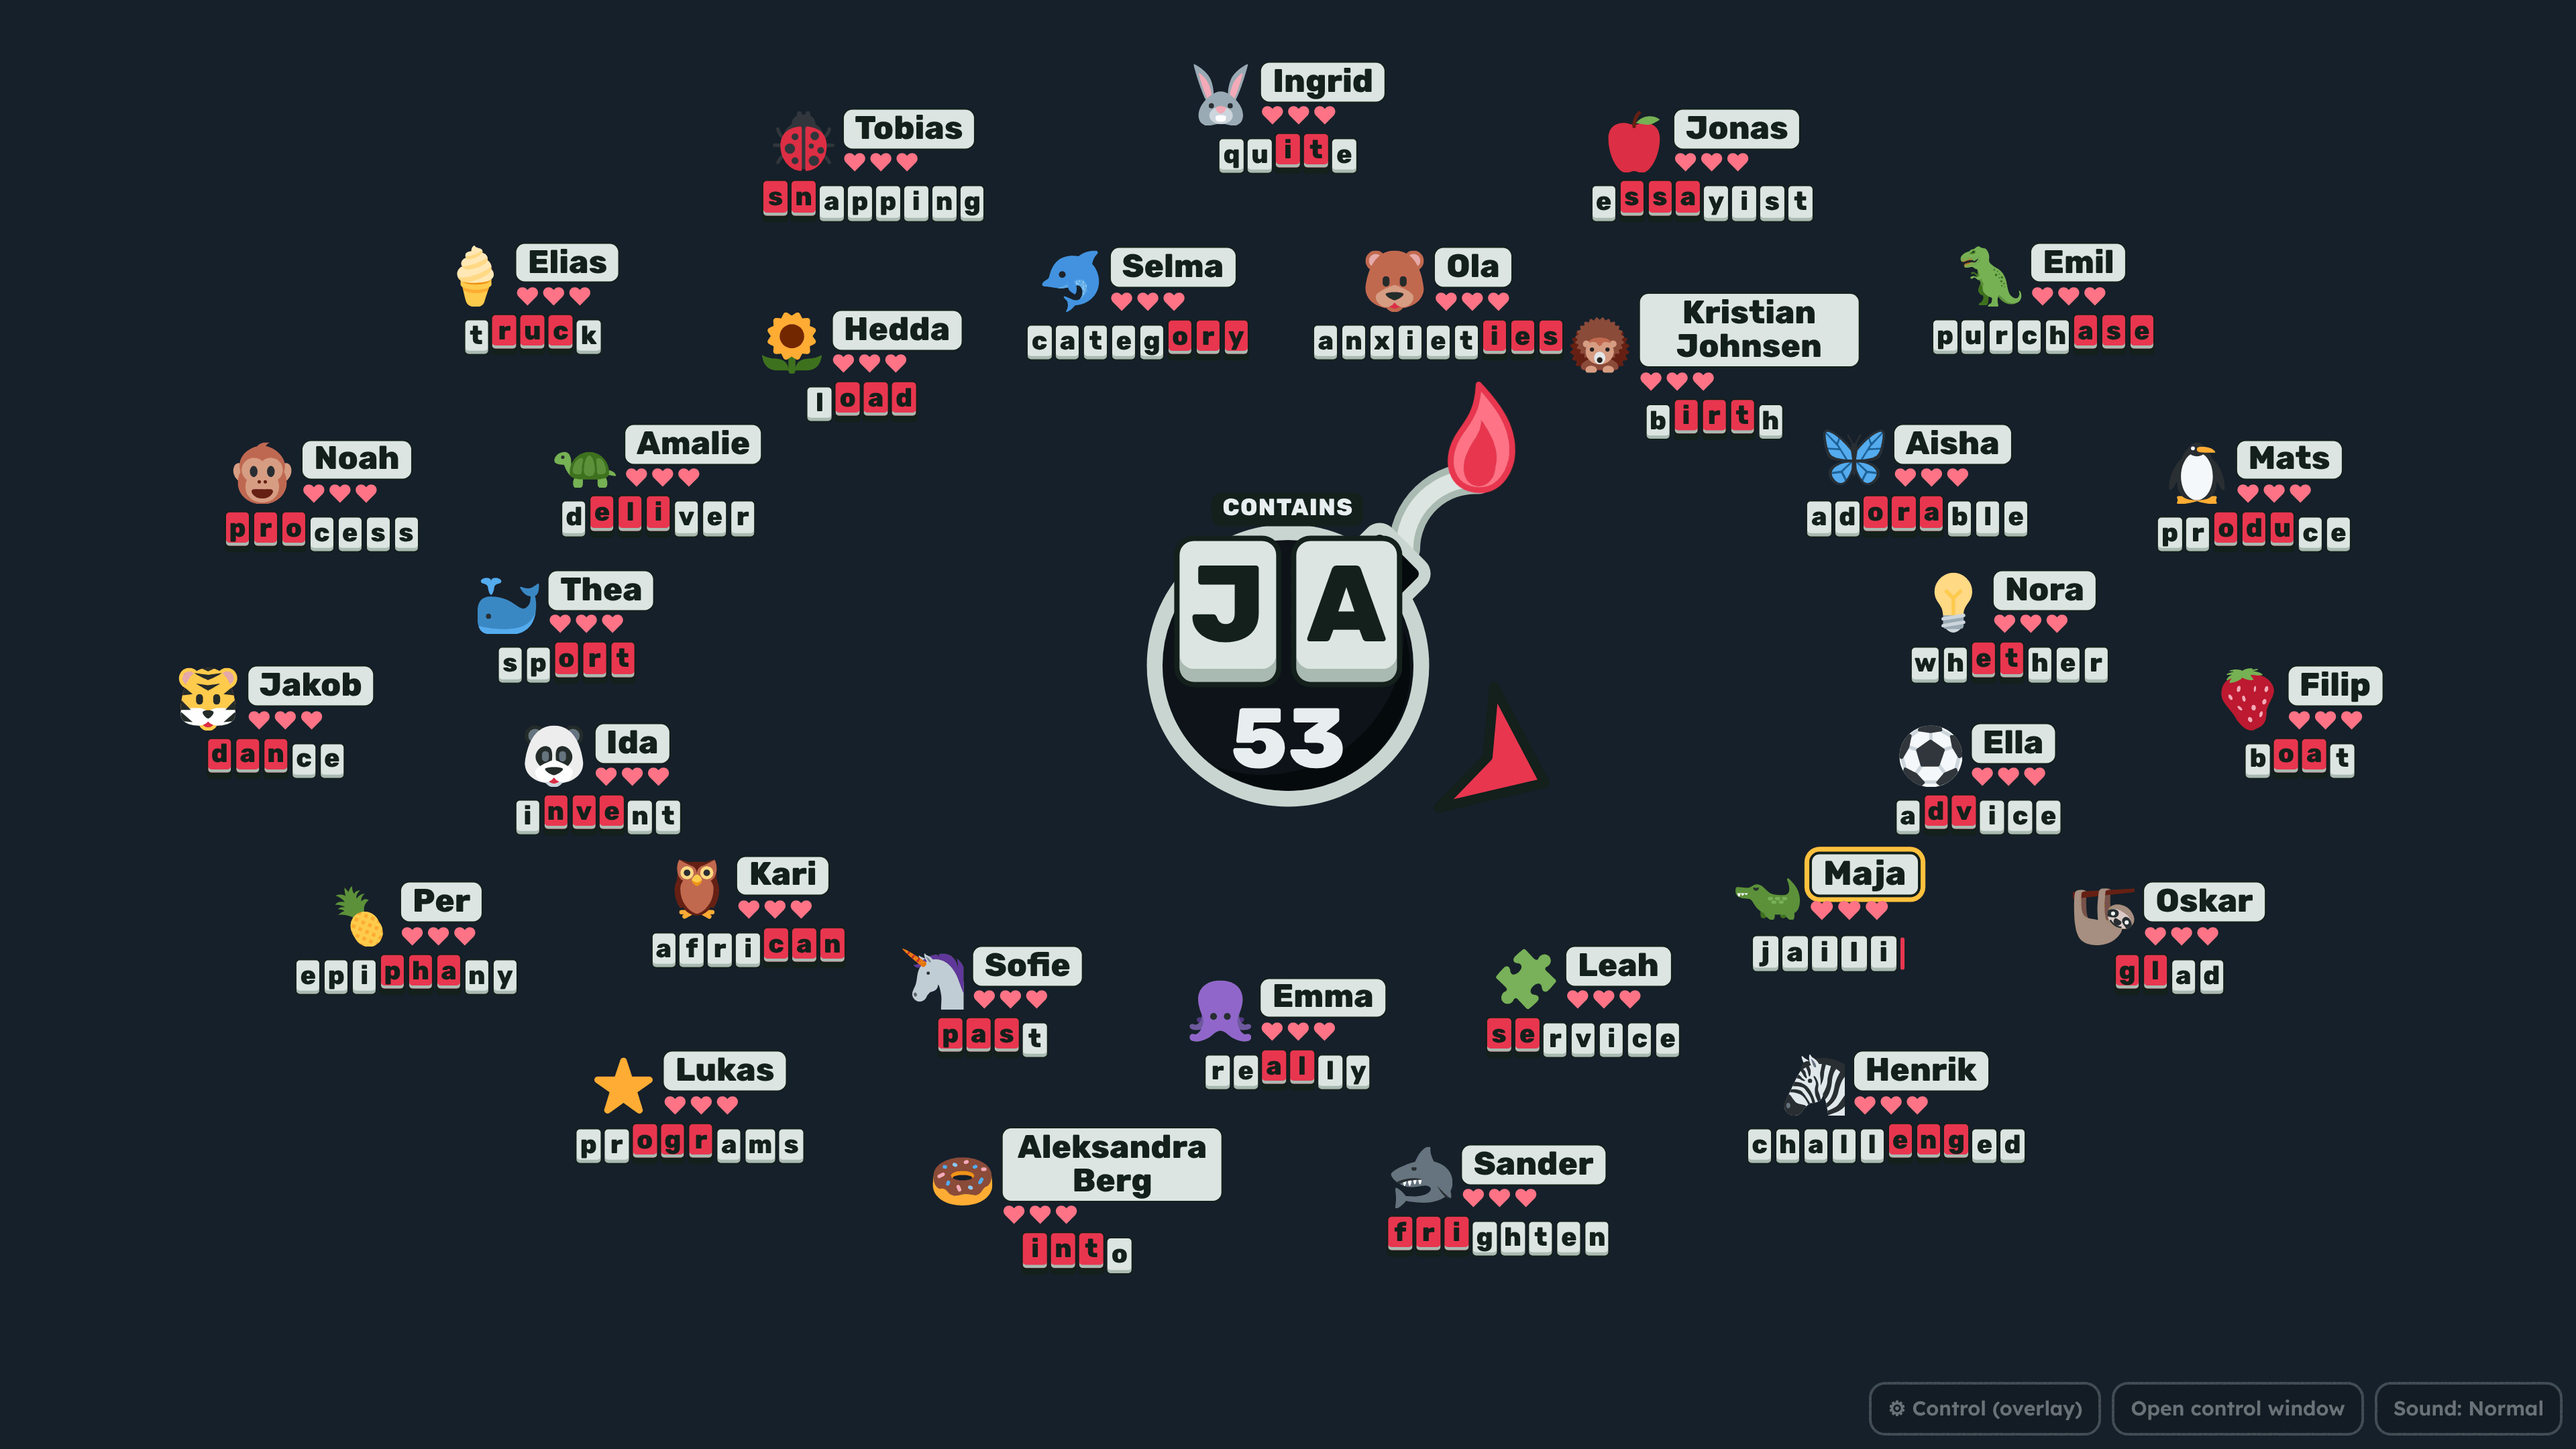 Ingrid
quite
Tobias
snapping
Jonas
essayist
Elias
truck
Selma
category
Ola
anxieties
Emil
purchase
Hedda
load
Kristian
Johnsen
birth
Noah
process
Amalie
deliver
Aisha
adorable
Mats
produce
CONTAINS
JA
53
Thea
sport
Nora
whether
Jakob
dance
Filip
boat
Ida
invent
Ella
advice
Per
epiphany
Kari
african
Maja
jaili
Oskar
glad
Sofie
past
Emma
really
Leah
service
Lukas
programs
Henrik
challenged
Aleksandra
Berg
into
Sander
frighten
⚙ Control (overlay)
Open control window
Sound: Normal